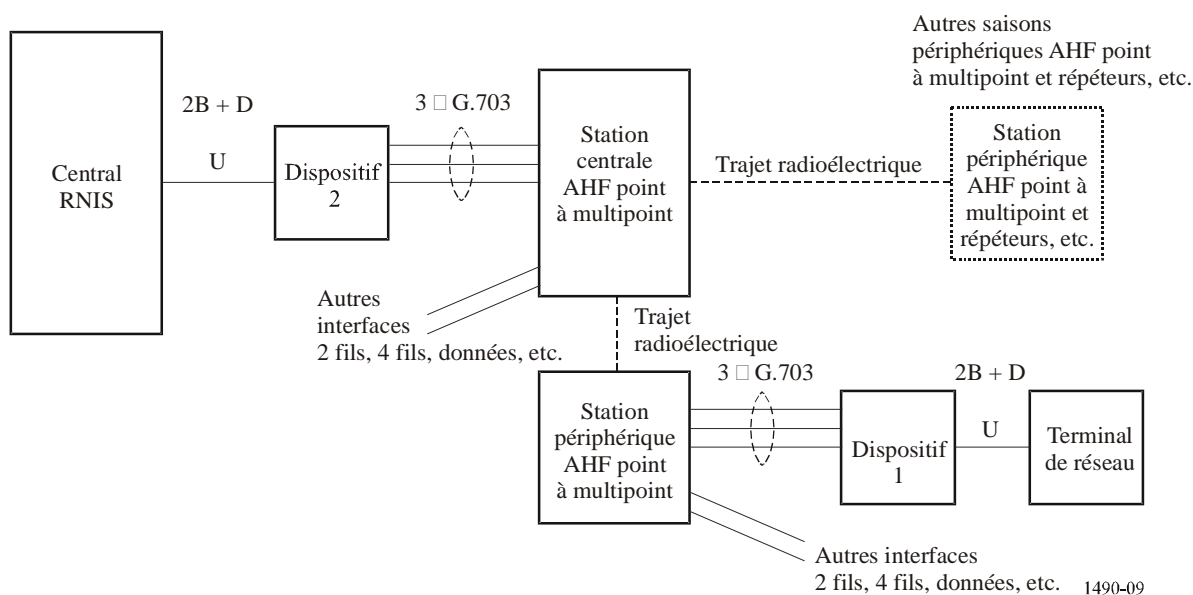 Autres saisons
périphériques AHF point
à multipoint et répéteurs, etc.
2B + D
3 □ G.703
Central
RNIS
U
Dispositif
2
Station
centrale
AHF point
à multipoint
Trajet radioélectrique
Station
périphérique
AHF point à
multipoint et
répéteurs, etc.
Autres
interfaces
2 fils, 4 fils, données, etc.
Trajet
radioélectrique
3 □ G.703
2B + D
Station
périphérique
AHF point
à multipoint
Dispositif
1
U
Terminal
de réseau
Autres interfaces
2 fils, 4 fils, données, etc.
1490-09